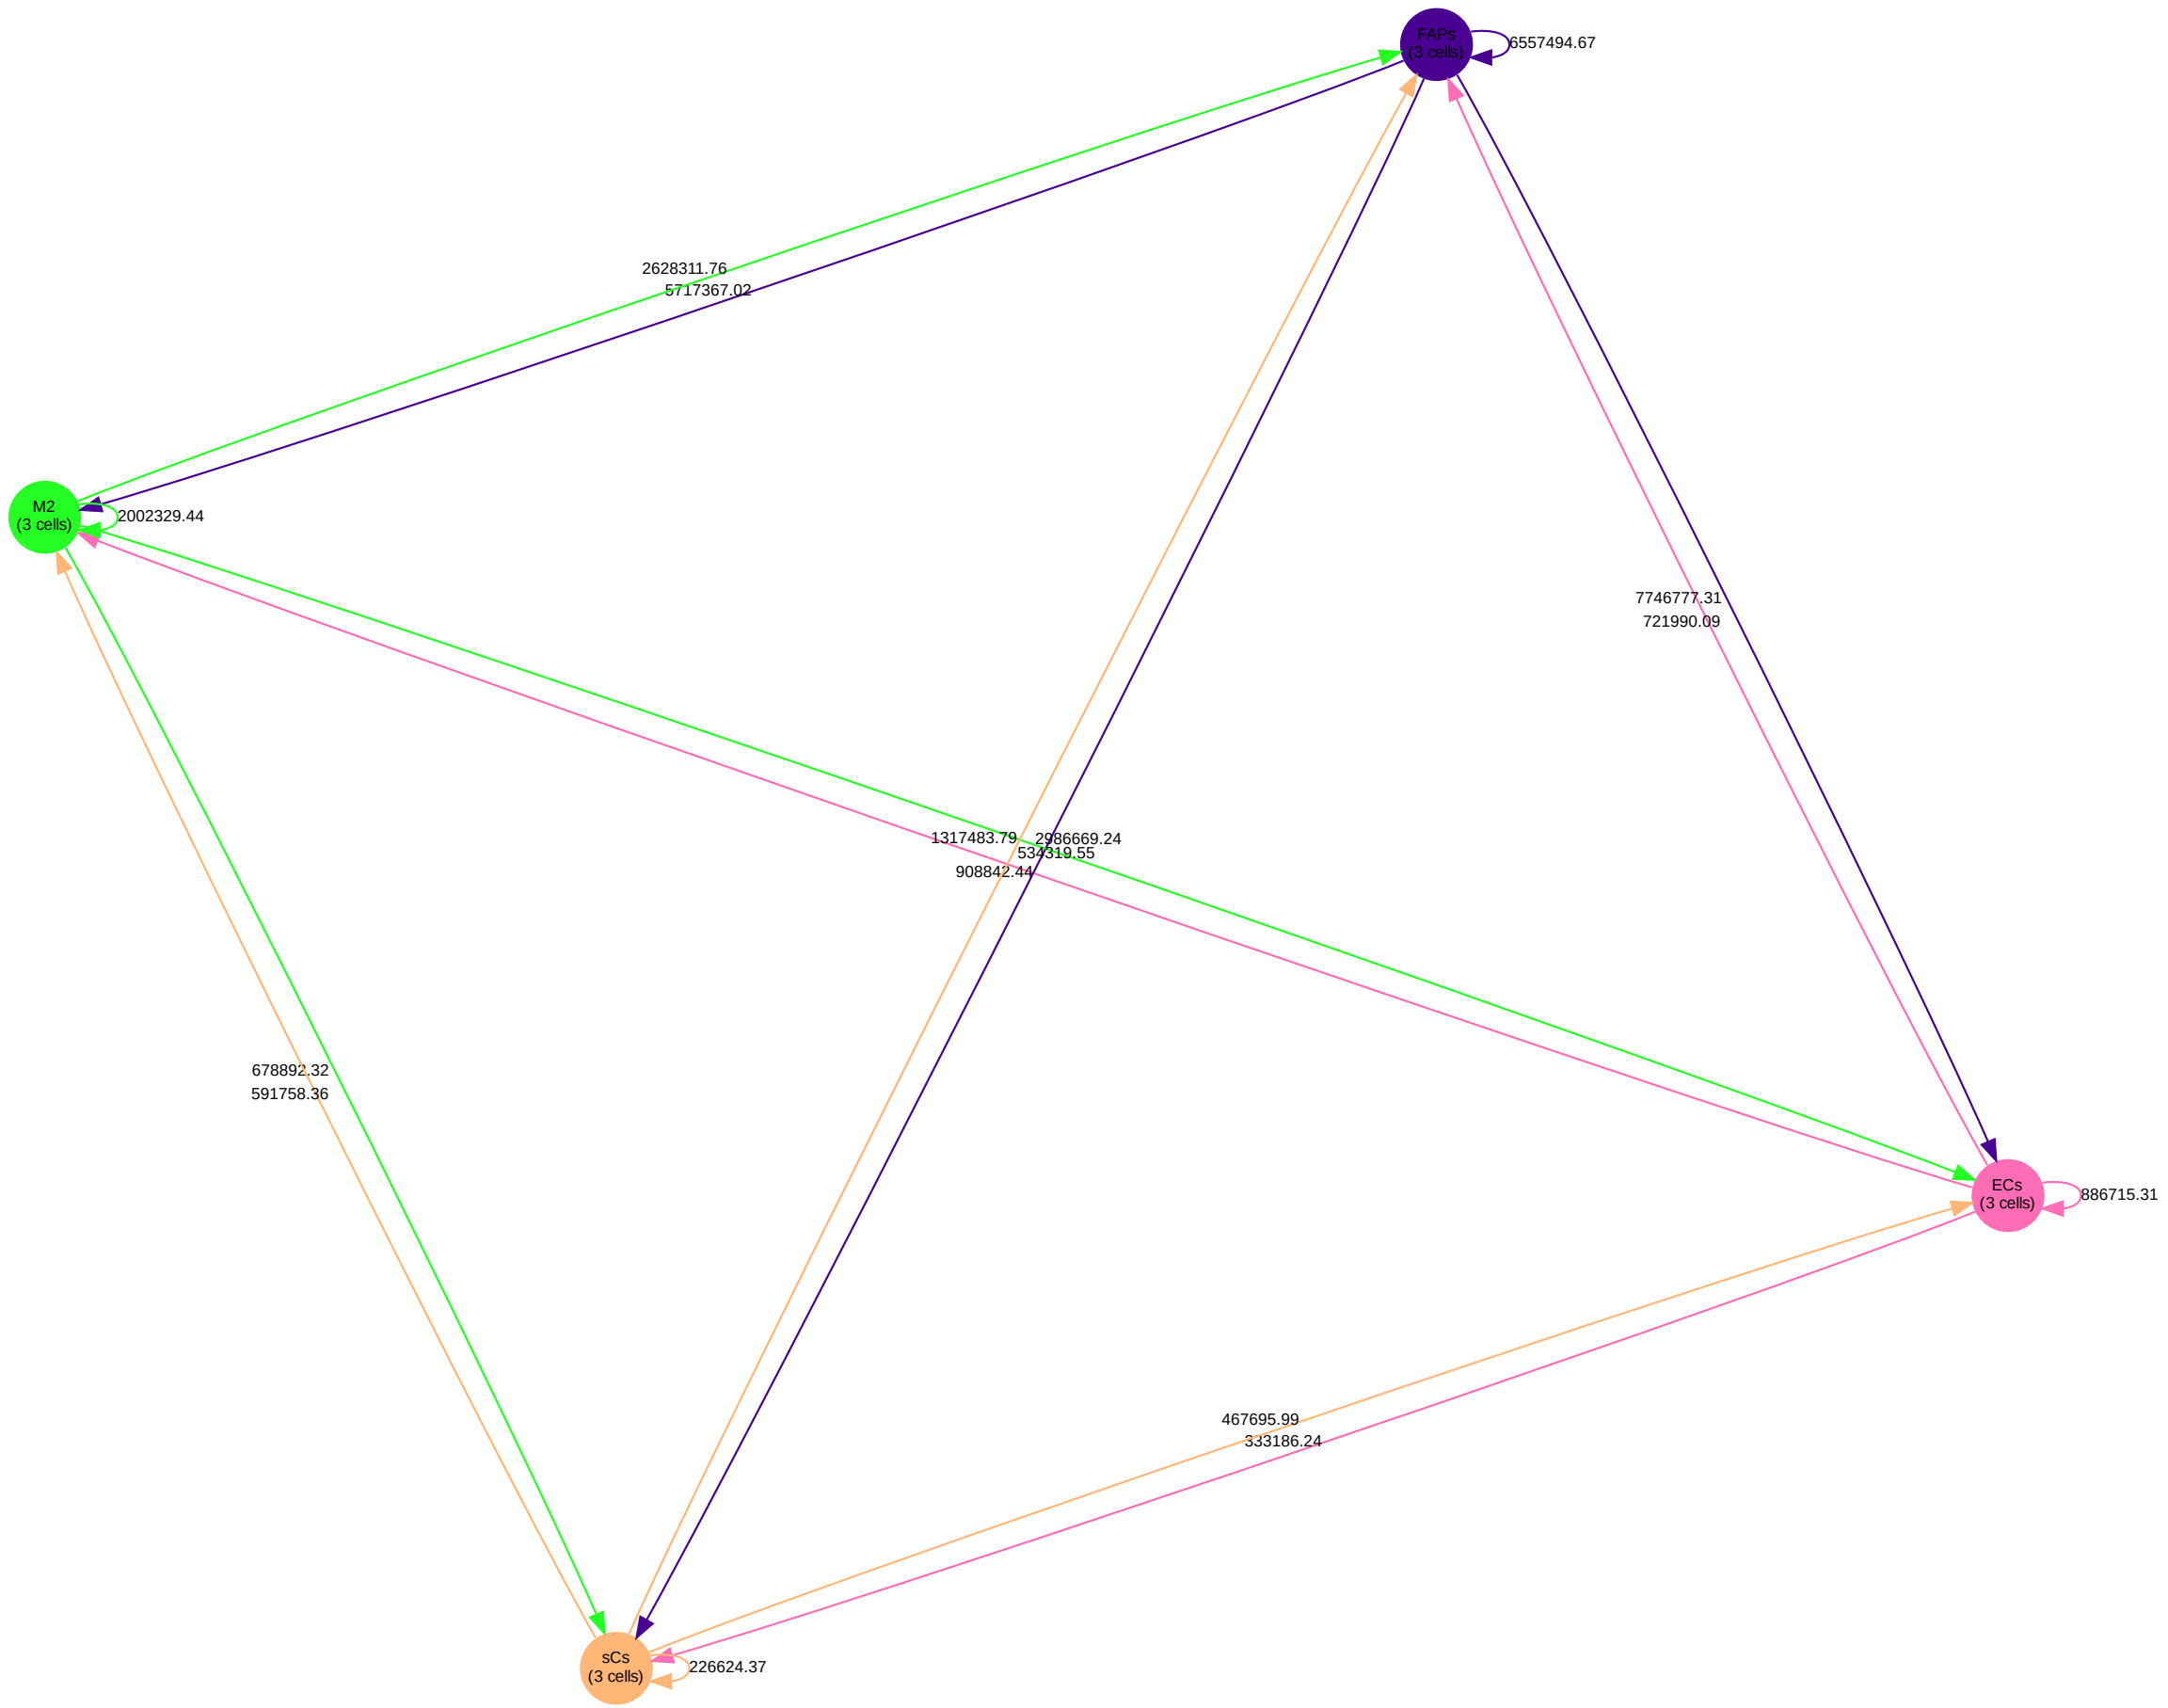 FAPs
(3 cells)
6557494.67
2628311.76
5717367.02
M2
(3 cells)
2002329.44
7746777.31
721990.09
1317483.79
2986669.24
534319.55
908842.44
678892.32
591758.36
ECs
(3 cells)
886715.31
467695.99
333186.24
sCs
(3 cells)
226624.37